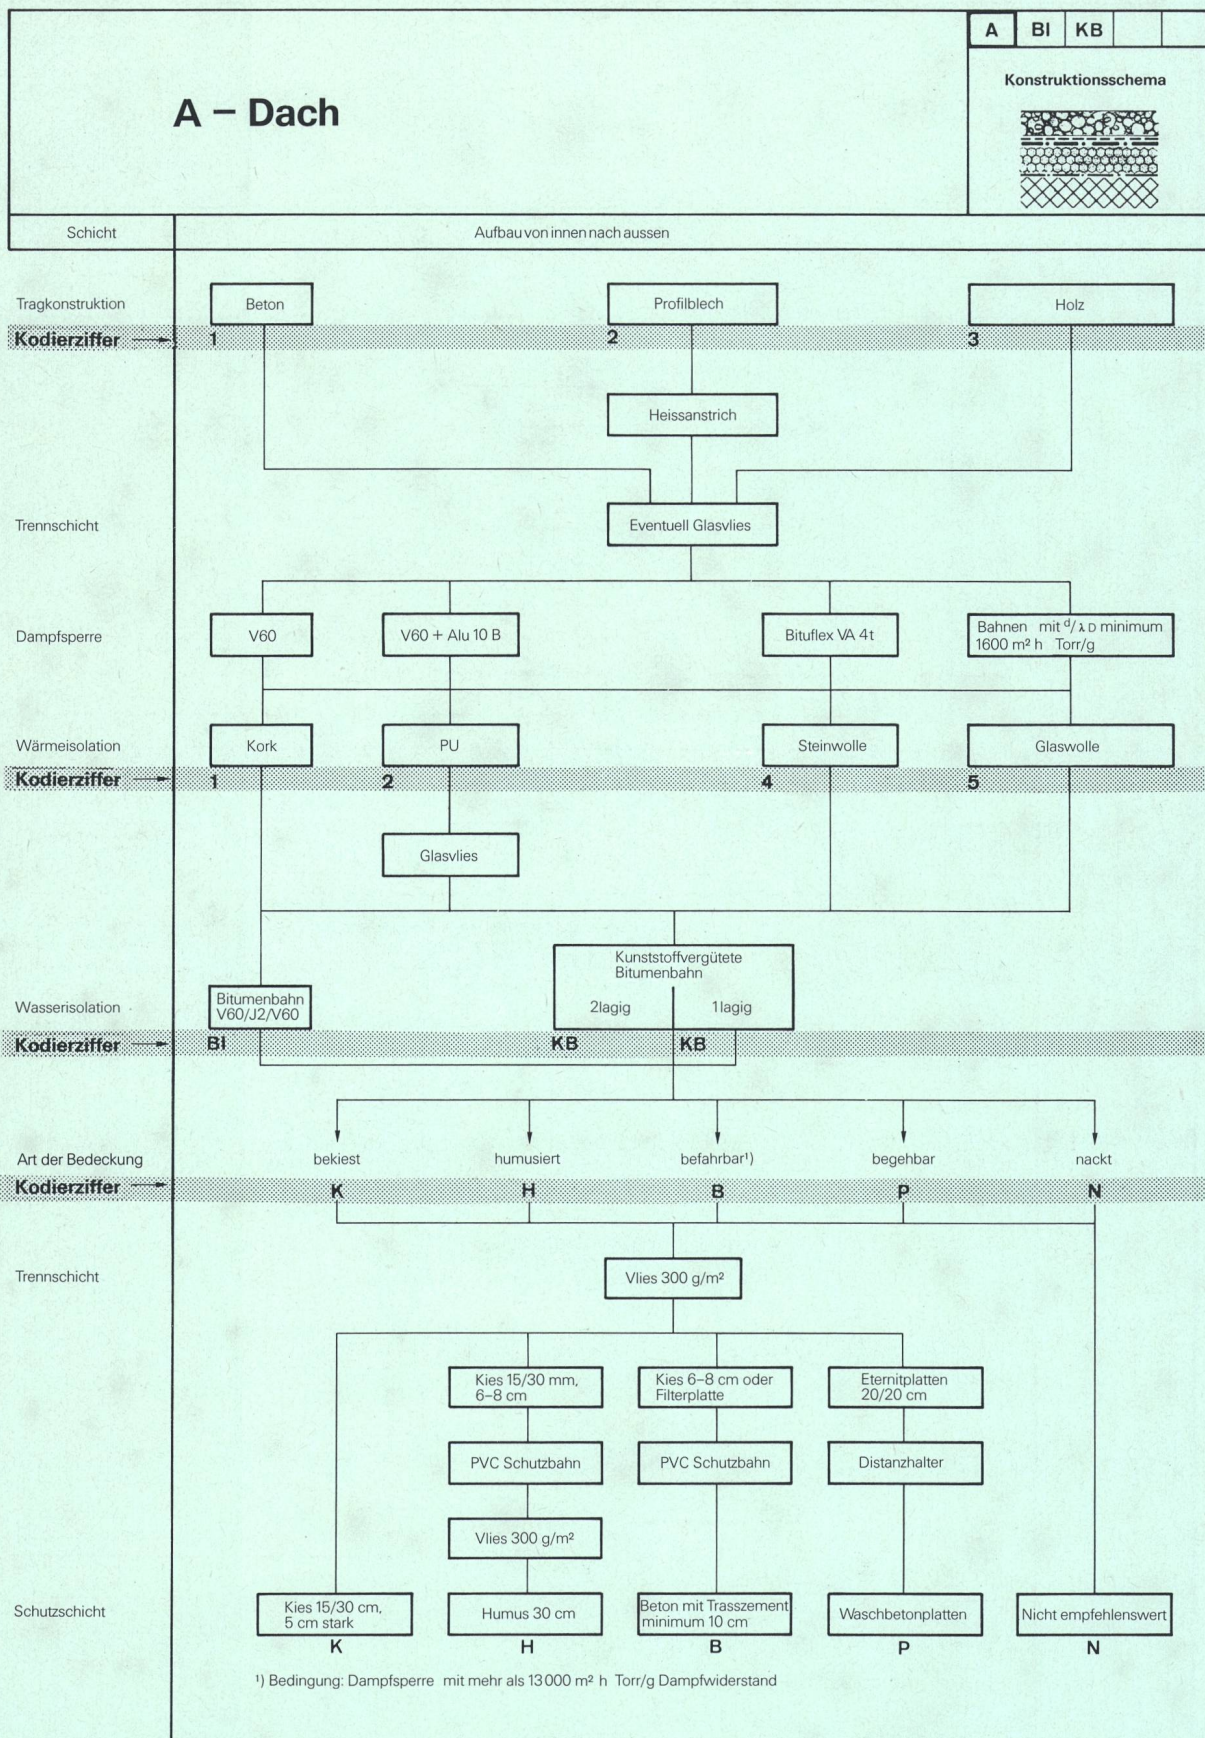 A BI KB
Konstruktionsschema
A – Dach
Schicht Aufbau von innen nach aussen
Tragkonstruktion Beton Profilblech Holz
Kodierziffer 1 2 3
Heissanstrich
Trennschicht Eventuell Glasvlies
Dampfsperre V60 V60 + Alu 10 B Bituflex VA 4t Bahnen mit d/λD minimum
1600 m² h Torr/g
Wärmeisolation Kork PU Steinwolle Glaswolle
Kodierziffer 1 2 4 5
Glasvlies
Kunststoffvergütete
Bitumenbahn
Wasserisolation Bitumenbahn
V60/J2/V60
2lagig 1lagig
Kodierziffer BI KB KB
Art der Bedeckung bekiest humusiert befahrbar¹) begehbar nackt
Kodierziffer K H B P N
Trennschicht Vlies 300 g/m²
Kies 15/30 mm,
6–8 cm
Kies 6–8 cm oder
Filterplatte
Eternitplatten
20/20 cm
PVC Schutzbahn PVC Schutzbahn Distanzhalter
Vlies 300 g/m²
Schutzschicht Kies 15/30 cm,
5 cm stark
Humus 30 cm
Beton mit Trasszement
minimum 10 cm
Waschbetonplatten Nicht empfehlenswert
K H B P N
¹) Bedingung: Dampfsperre mit mehr als 13000 m² h Torr/g Dampfwiderstand